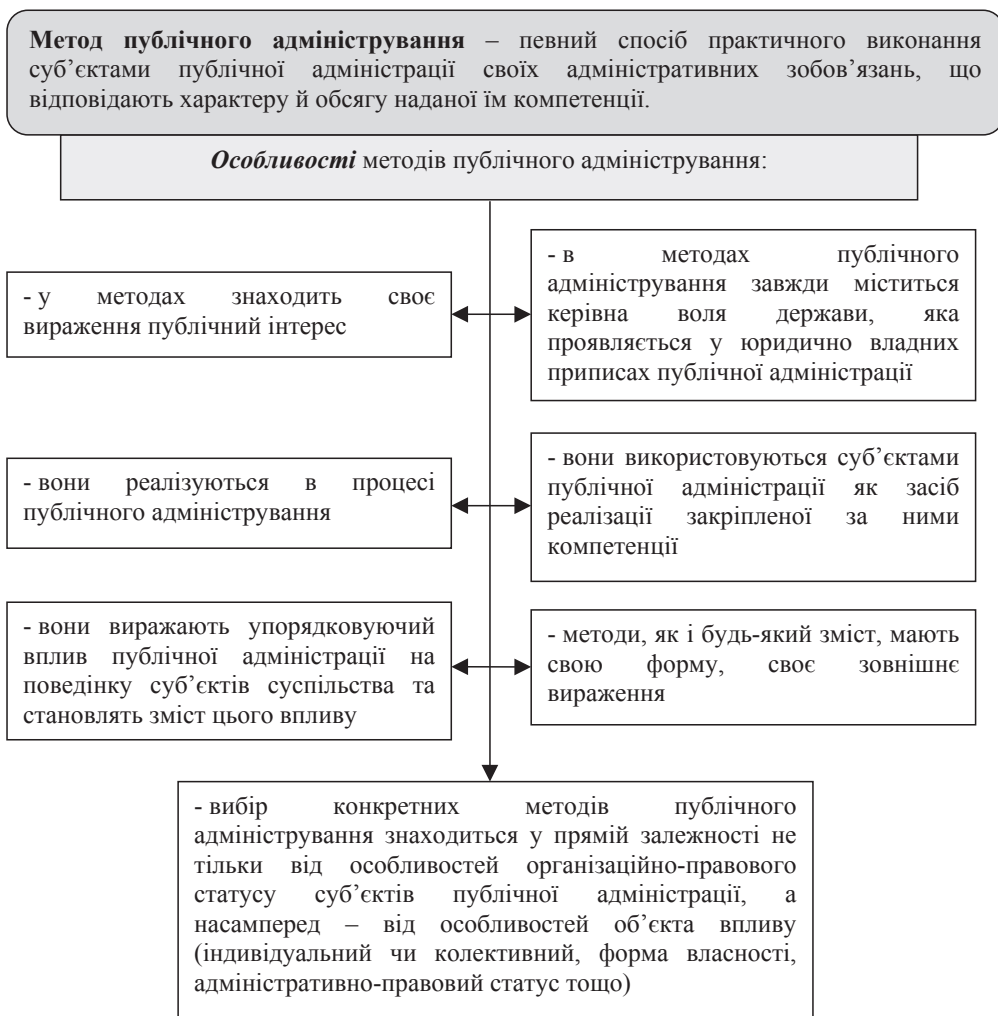 Метод публічного адміністрування – певний спосіб практичного виконання
суб’єктами публічної адміністрації своїх адміністративних зобов’язань, що
відповідають характеру й обсягу наданої їм компетенції.
Особливості методів публічного адміністрування:
- у методах знаходить своє
вираження публічний інтерес
- в методах публічного
адміністрування завжди міститься
керівна воля держави, яка
проявляється у юридично владних
приписах публічної адміністрації
- вони реалізуються в процесі
публічного адміністрування
- вони використовуються суб’єктами
публічної адміністрації як засіб
реалізації закріпленої за ними
компетенції
- вони виражають упорядковуючий
вплив публічної адміністрації на
поведінку суб’єктів суспільства та
становлять зміст цього впливу
- методи, як і будь-який зміст, мають
свою форму, своє зовнішнє
вираження
- вибір конкретних методів публічного
адміністрування знаходиться у прямій залежності не
тільки від особливостей організаційно-правового
статусу суб’єктів публічної адміністрації, а
насамперед – від особливостей об’єкта впливу
(індивідуальний чи колективний, форма власності,
адміністративно-правовий статус тощо)